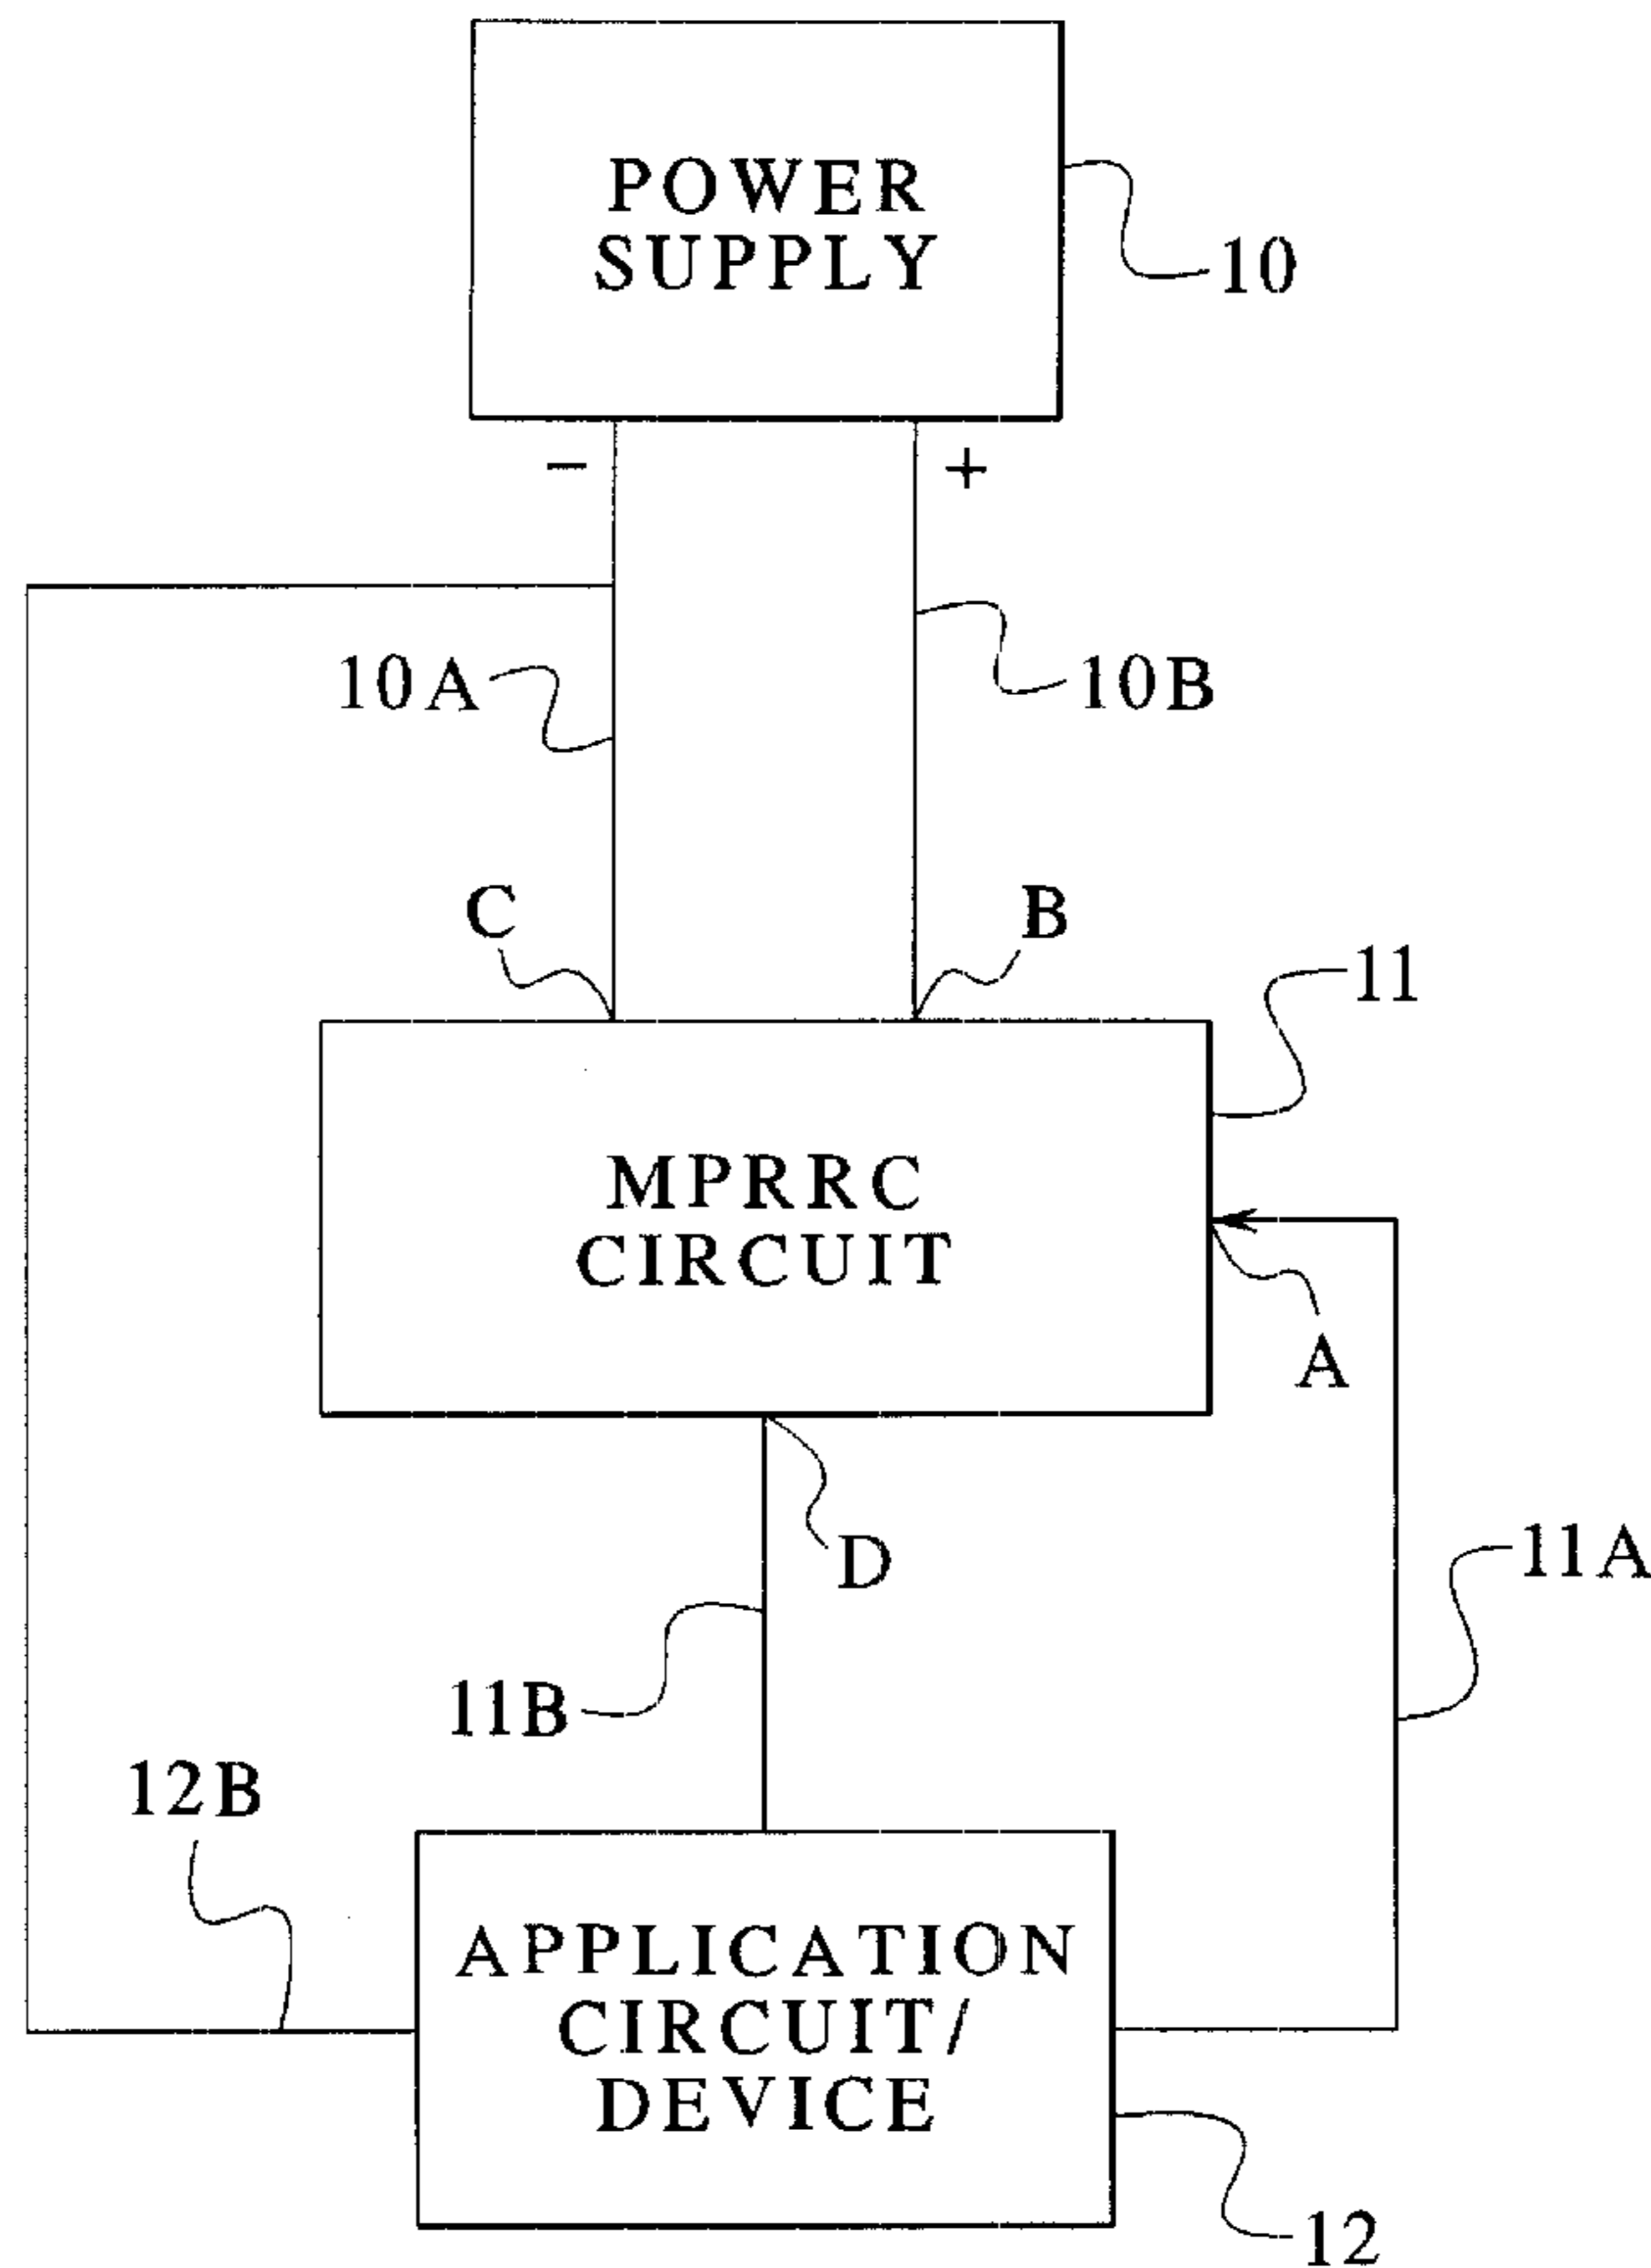 POWER
SUPPLY
10
−
+
10A
10B
C
B
11
MPRRC
CIRCUIT
A
D
11A
11B
12B
APPLICATION
CIRCUIT/
DEVICE
12